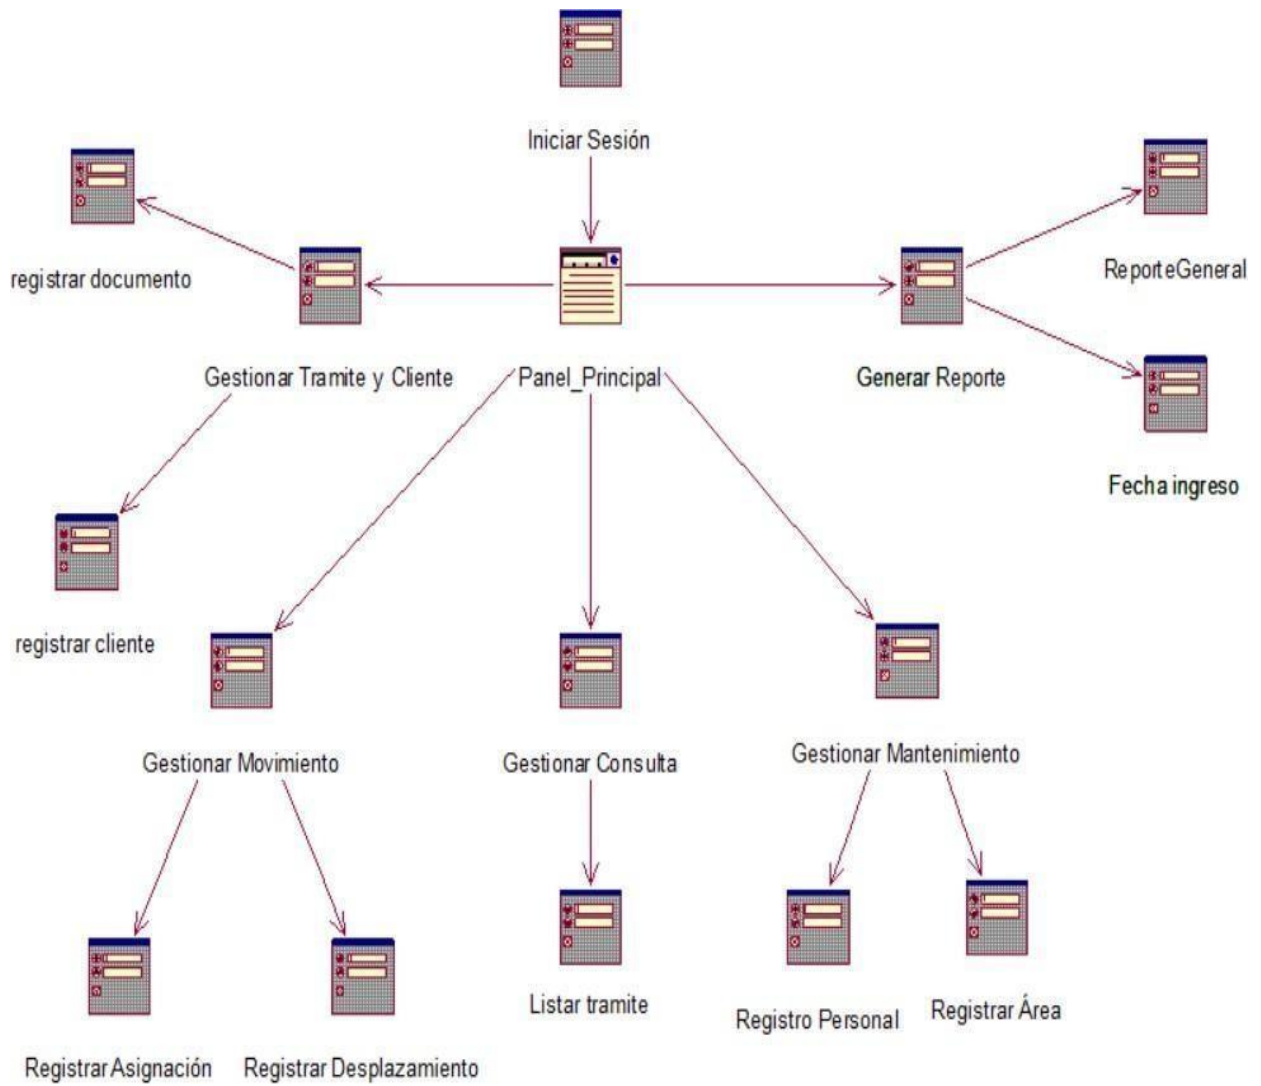 Iniciar Sesión
registrar documento
ReporteGeneral
Gestionar Tramite y Cliente
Panel_Principal
Generar Reporte
Fecha ingreso
registrar cliente
Gestionar Movimiento
Gestionar Consulta
Gestionar Mantenimiento
Listar tramite
Registro Personal
Registrar Área
Registrar Asignación
Registrar Desplazamiento